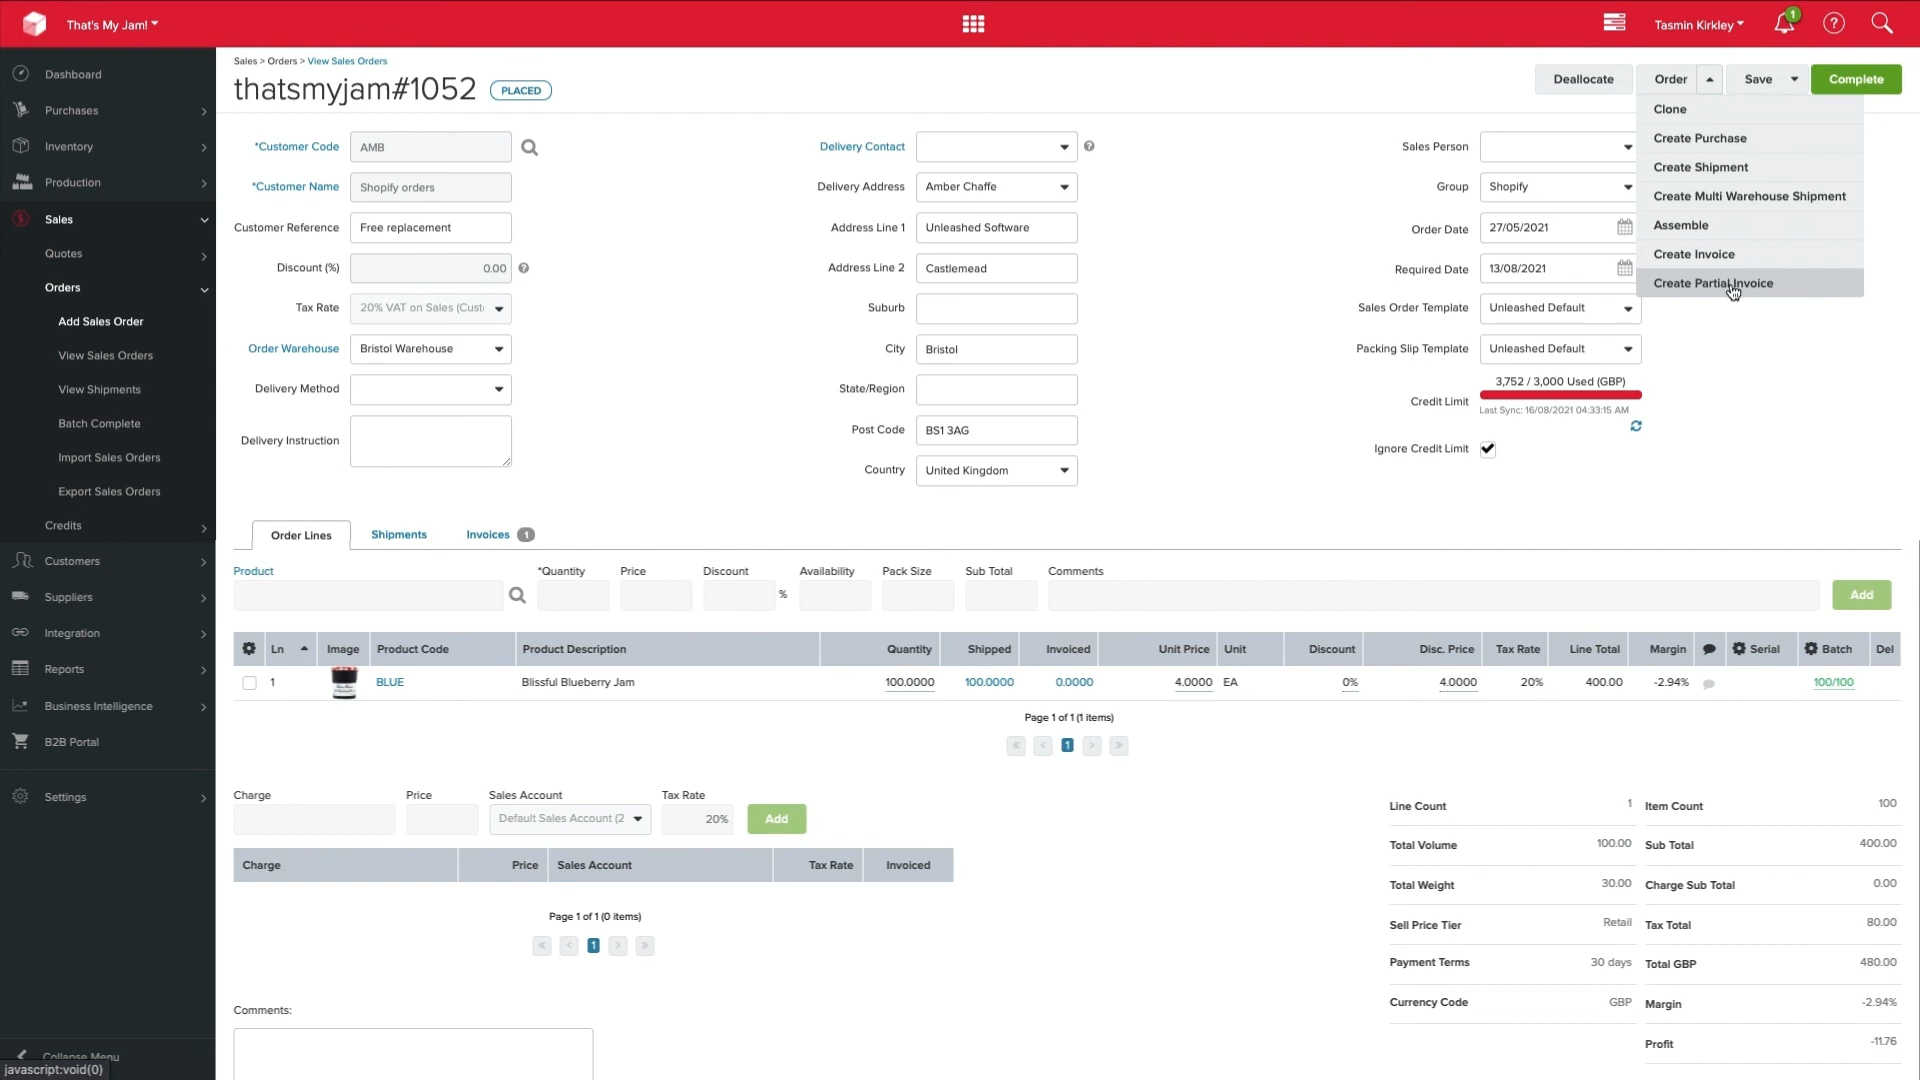 That's My Jam!
Tasmin Kirkley
1
Dashboard
Purchases
Inventory
Production
Sales
Quotes
Orders
Add Sales Order
View Sales Orders
View Shipments
Batch Complete
Import Sales Orders
Export Sales Orders
Credits
Customers
Suppliers
Integration
Reports
Business Intelligence
B2B Portal
Settings
Collapse Menu
javascript:void(0)
Sales > Orders > View Sales Orders
thatsmyjam#1052 PLACED
Deallocate Order Save Complete
Clone
Create Purchase
Create Shipment
Create Multi Warehouse Shipment
Assemble
Create Invoice
Create Partial Invoice
*Customer Code AMB
*Customer Name Shopify orders
Customer Reference Free replacement
Discount (%) 0.00
Tax Rate 20% VAT on Sales (Cust
Order Warehouse Bristol Warehouse
Delivery Method
Delivery Instruction
Delivery Contact
Delivery Address Amber Chaffe
Address Line 1 Unleashed Software
Address Line 2 Castlemead
Suburb
City Bristol
State/Region
Post Code BS1 3AG
Country United Kingdom
Sales Person
Group Shopify
Order Date 27/05/2021
Required Date 13/08/2021
Sales Order Template Unleashed Default
Packing Slip Template Unleashed Default
3,752 / 3,000 Used (GBP)
Credit Limit
Last Sync: 16/08/2021 04:33:15 AM
Ignore Credit Limit
Order Lines Shipments Invoices 1
Product *Quantity Price Discount Availability Pack Size Sub Total Comments
% Add
Ln Image Product Code Product Description Quantity Shipped Invoiced Unit Price Unit Discount Disc. Price Tax Rate Line Total Margin Serial Batch Del
1 BLUE Blissful Blueberry Jam 100.0000 100.0000 0.0000 4.0000 EA 0% 4.0000 20% 400.00 -2.94% 100/100
Page 1 of 1 (1 items)
« ‹ 1 › »
Charge Price Sales Account Tax Rate
Default Sales Account (2 20% Add
Charge Price Sales Account Tax Rate Invoiced
Page 1 of 1 (0 items)
« ‹ 1 › »
Comments:
Line Count 1 Item Count 100
Total Volume 100.00 Sub Total 400.00
Total Weight 30.00 Charge Sub Total 0.00
Sell Price Tier Retail Tax Total 80.00
Payment Terms 30 days Total GBP 480.00
Currency Code GBP Margin -2.94%
Profit -11.76